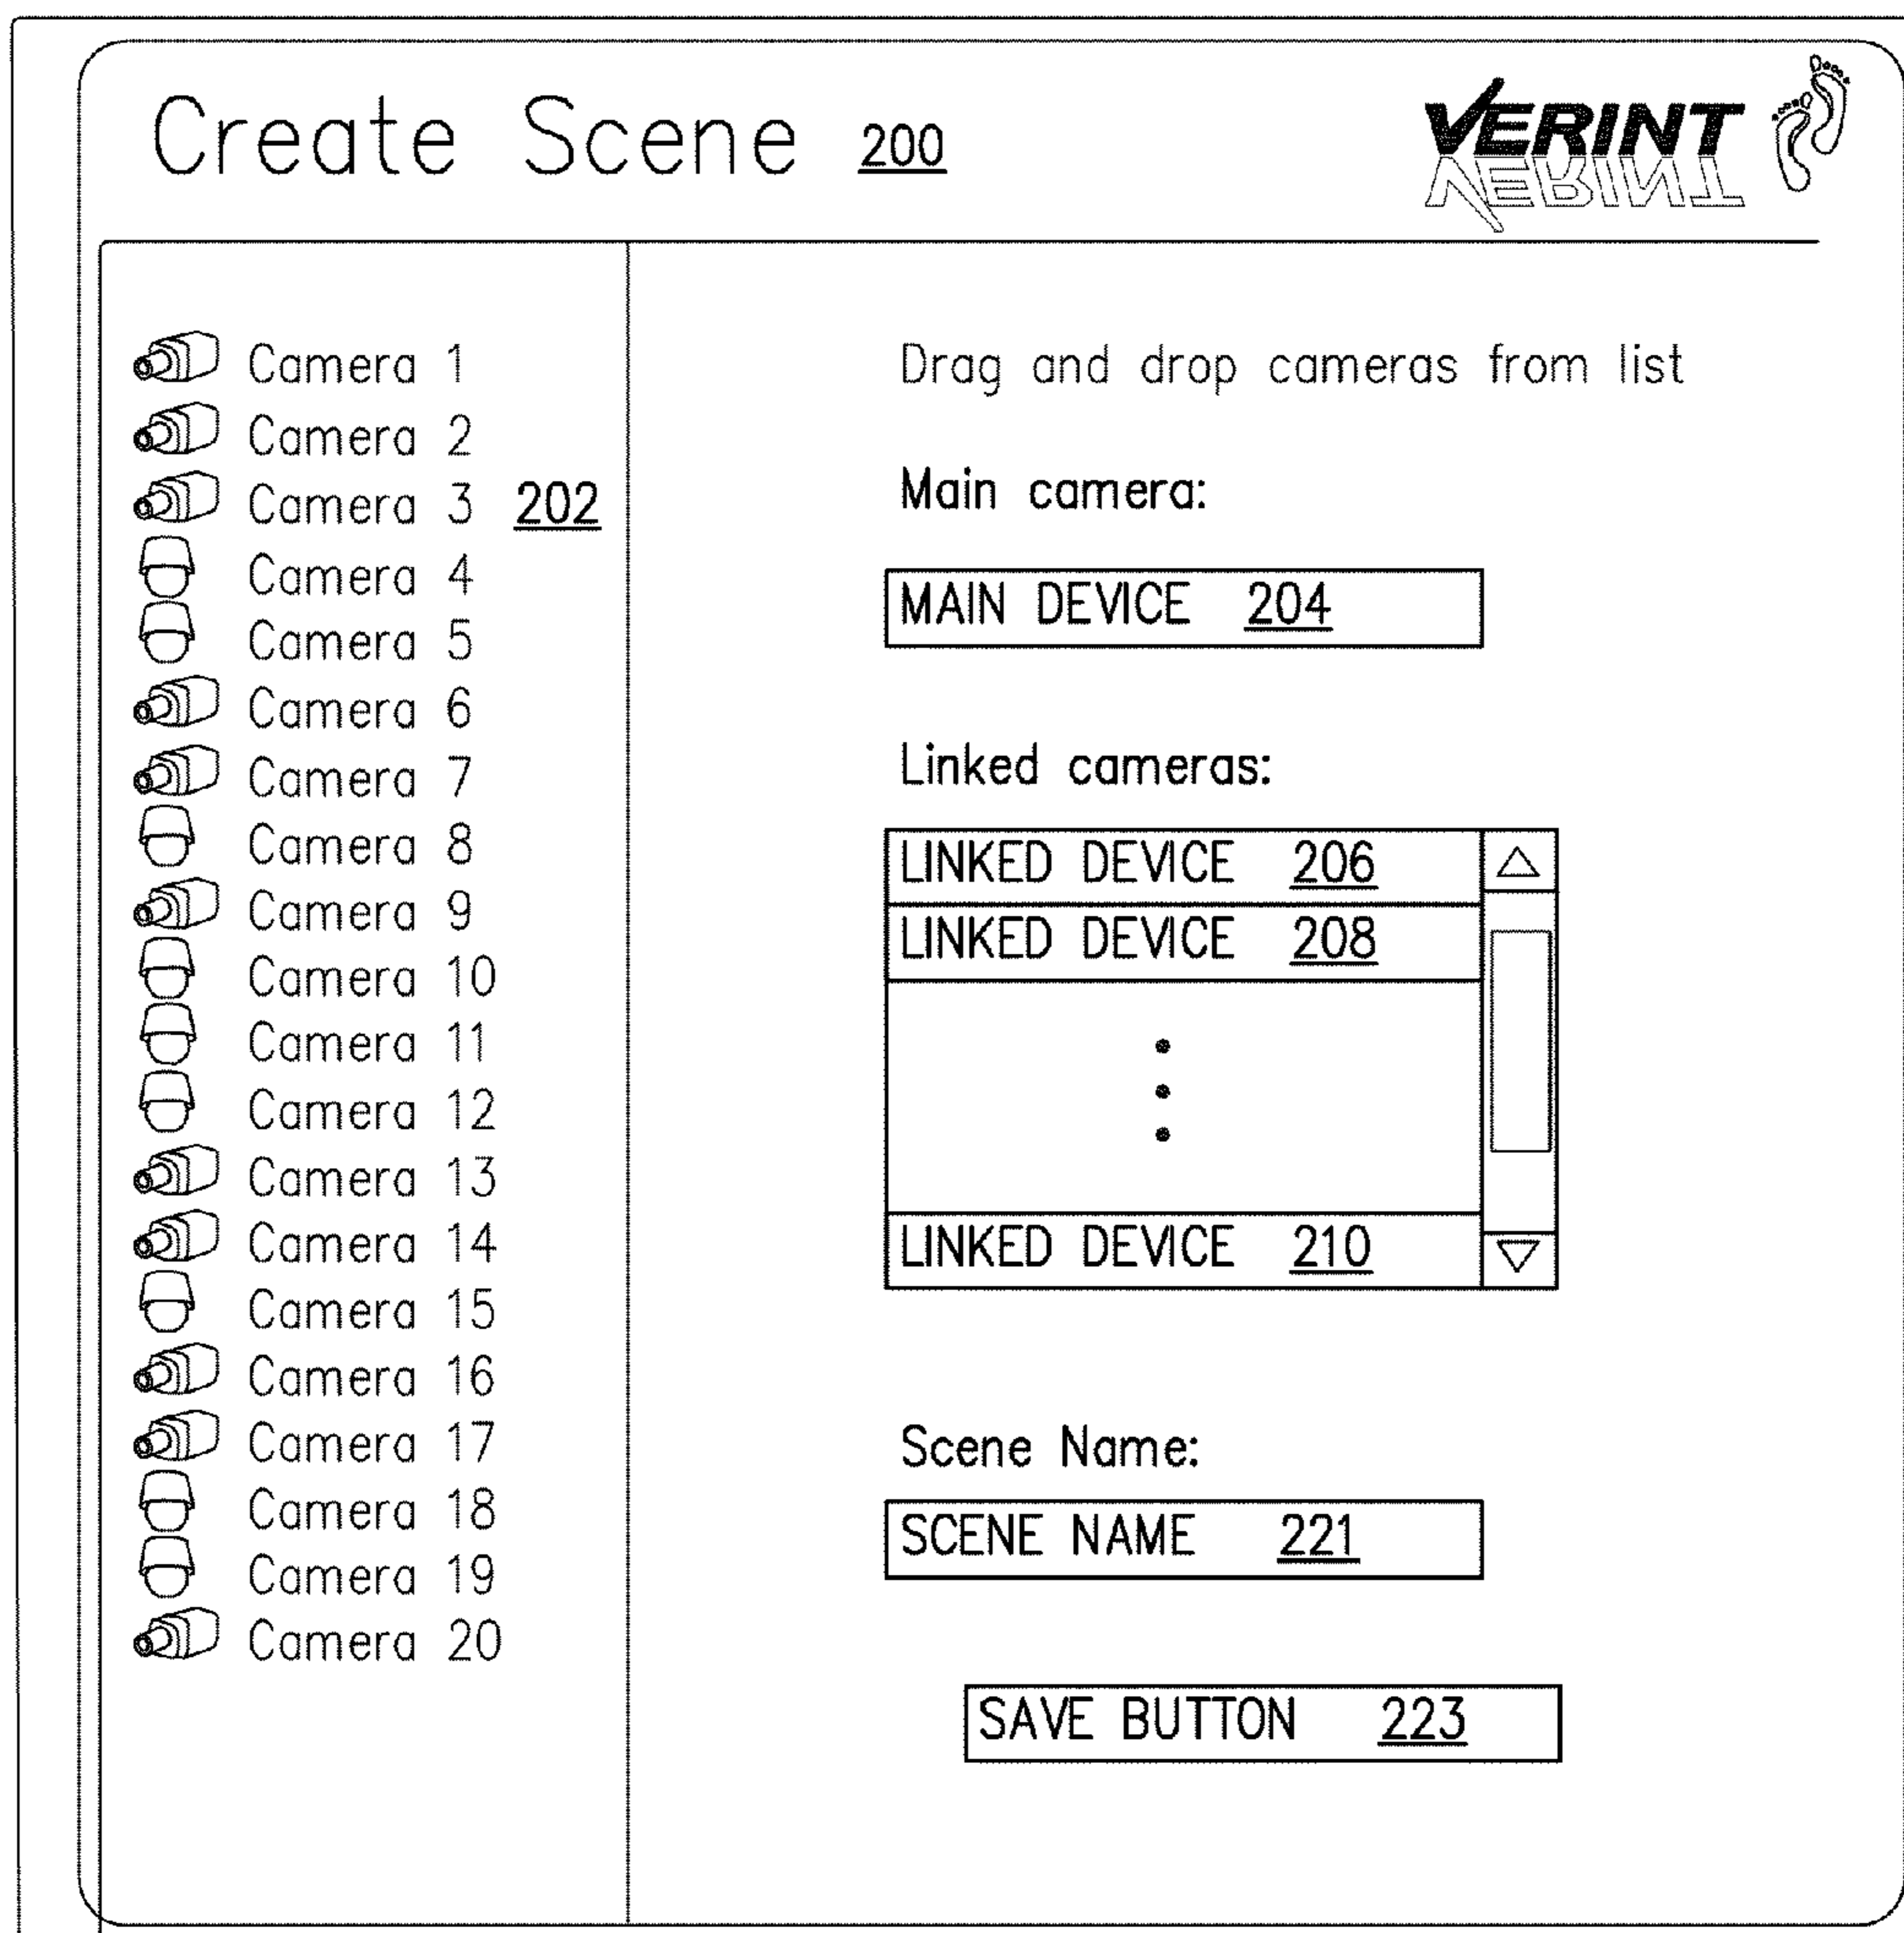 Create Scene 200
VERINT
Camera 1
Camera 2
Camera 3 202
Camera 4
Camera 5
Camera 6
Camera 7
Camera 8
Camera 9
Camera 10
Camera 11
Camera 12
Camera 13
Camera 14
Camera 15
Camera 16
Camera 17
Camera 18
Camera 19
Camera 20
Drag and drop cameras from list
Main camera:
MAIN DEVICE 204
Linked cameras:
LINKED DEVICE 206
LINKED DEVICE 208
LINKED DEVICE 210
Scene Name:
SCENE NAME 221
SAVE BUTTON 223